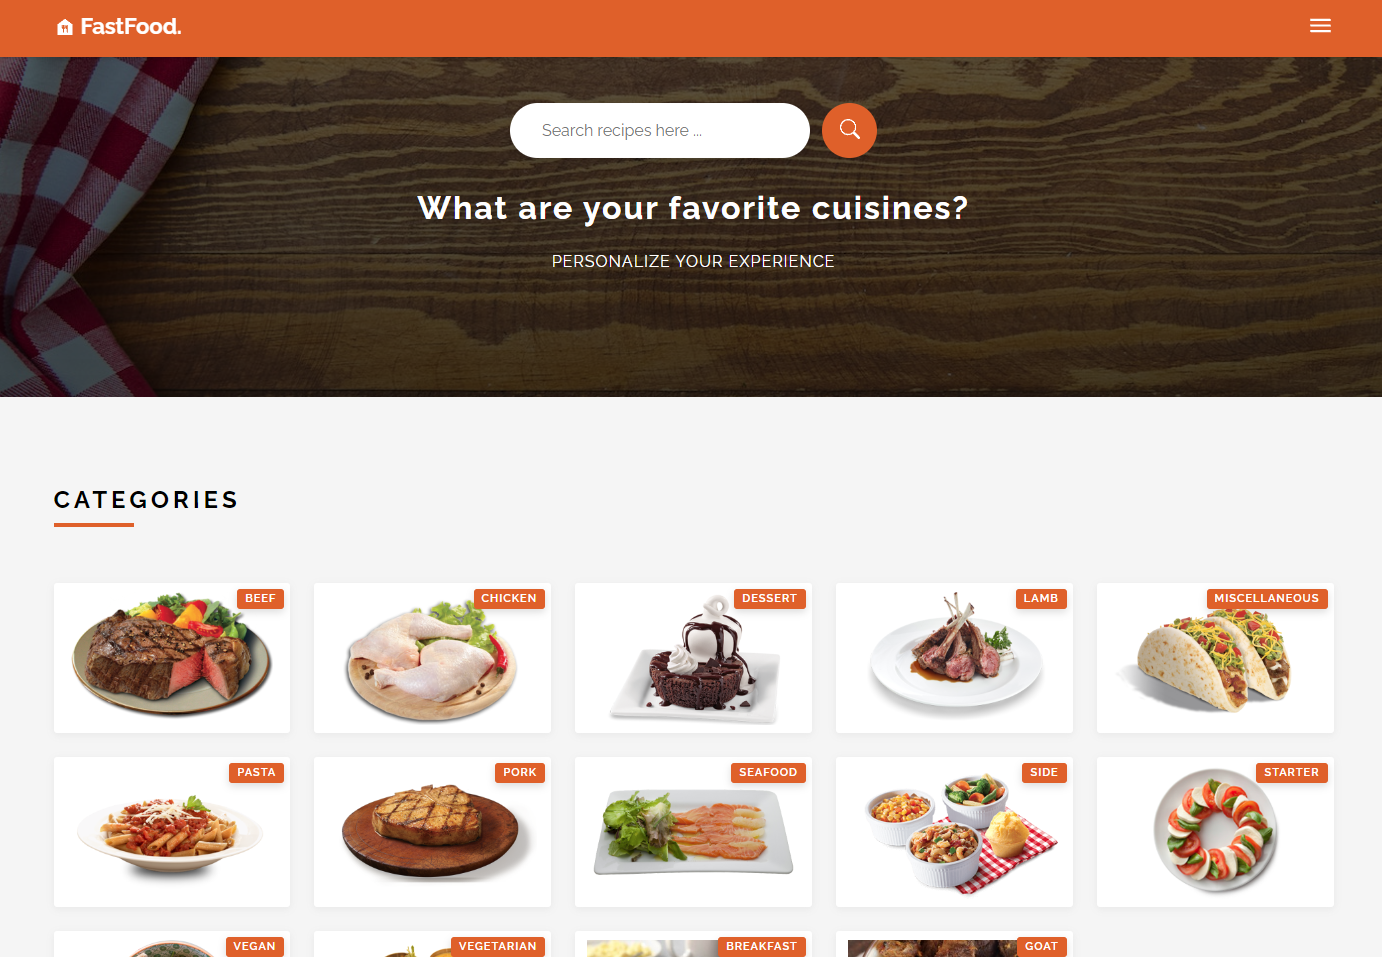 FastFood.
Search recipes here ...
What are your favorite cuisines?
PERSONALIZE YOUR EXPERIENCE
CATEGORIES
BEEF
CHICKEN
DESSERT
LAMB
MISCELLANEOUS
PASTA
PORK
SEAFOOD
SIDE
STARTER
VEGAN
VEGETARIAN
BREAKFAST
GOAT